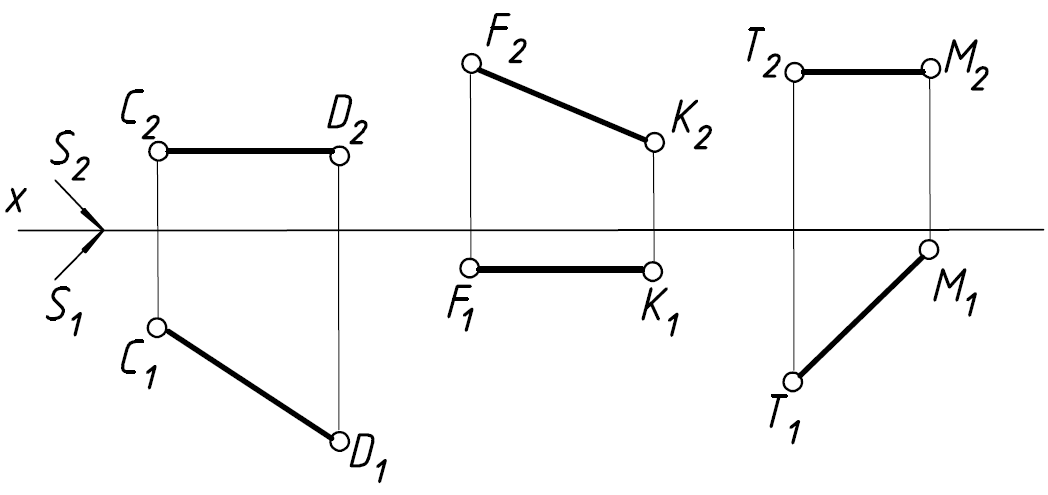 F₂
T₂
M₂
C₂
D₂
K₂
S₂
x
S₁
F₁
K₁
M₁
C₁
T₁
D₁